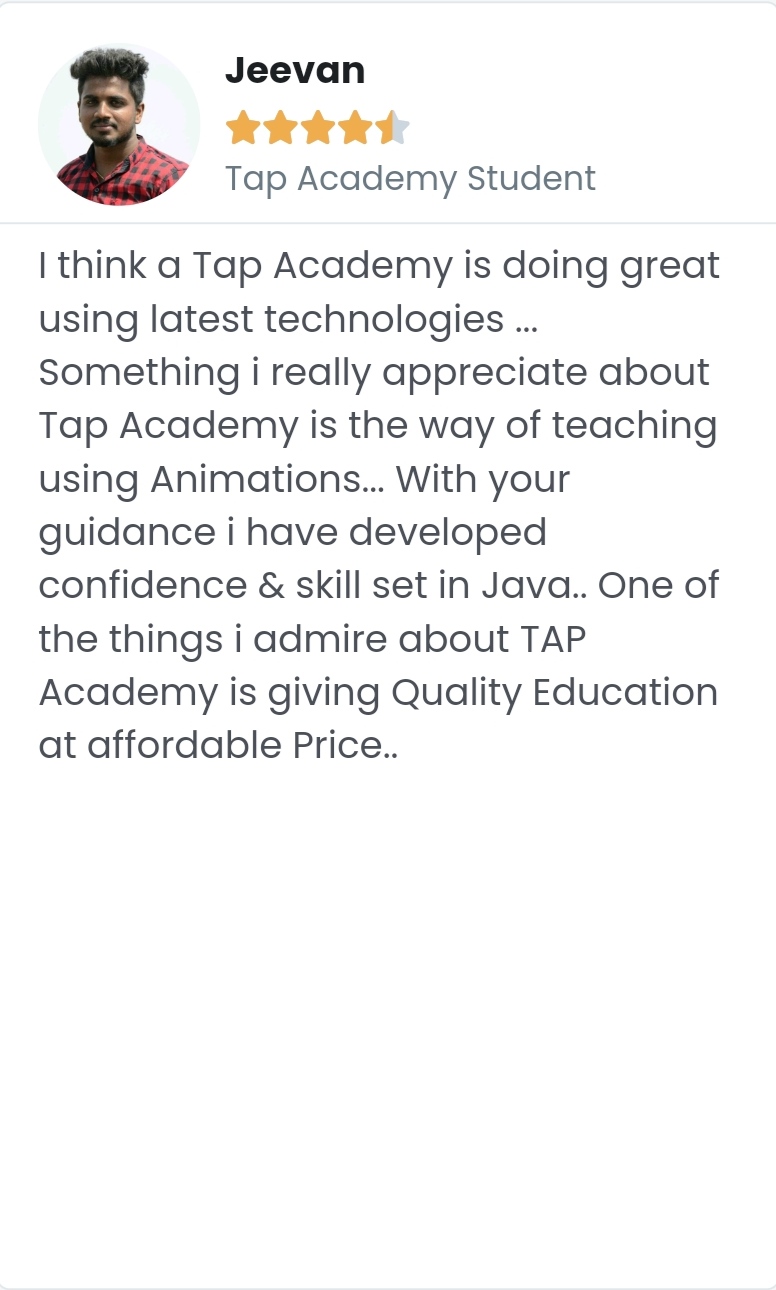 Jeevan
Tap Academy Student
I think a Tap Academy is doing great
using latest technologies ...
Something i really appreciate about
Tap Academy is the way of teaching
using Animations... With your
guidance i have developed
confidence & skill set in Java.. One of
the things i admire about TAP
Academy is giving Quality Education
at affordable Price..